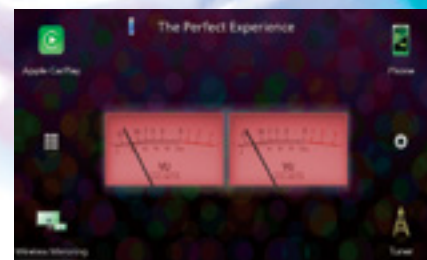 The Perfect Experience
Apple CarPlay
Phone
VU
VU
Wireless Mirroring
Tuner